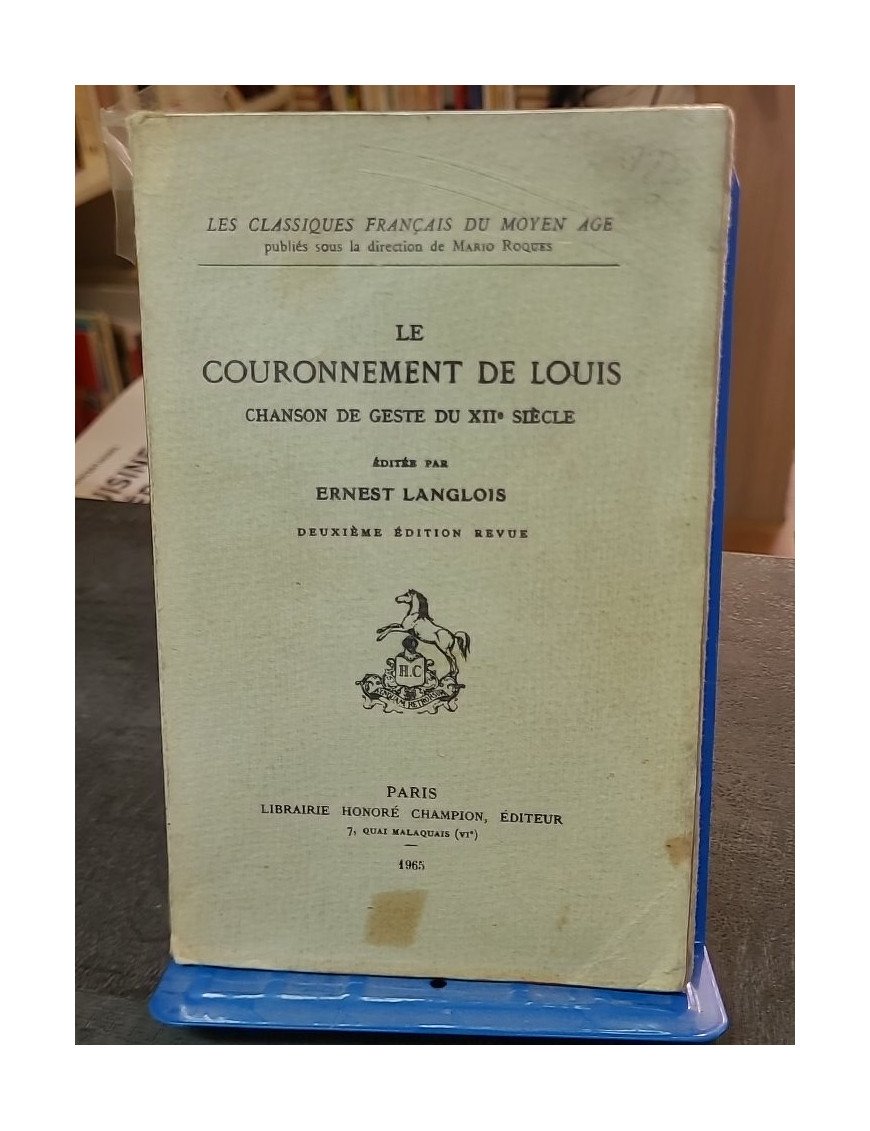 LES CLASSIQUES FRANÇAIS DU MOYEN AGE
publiés sous la direction de MARIO ROQUES
LE
COURONNEMENT DE LOUIS
CHANSON DE GESTE DU XIIe SIÈCLE
ÉDITÉE PAR
ERNEST LANGLOIS
DEUXIÈME ÉDITION REVUE
H.C
NUNQUAM RETRORSUM
PARIS
LIBRAIRIE HONORÉ CHAMPION, ÉDITEUR
7, QUAI MALAQUAIS (VIe)
1965